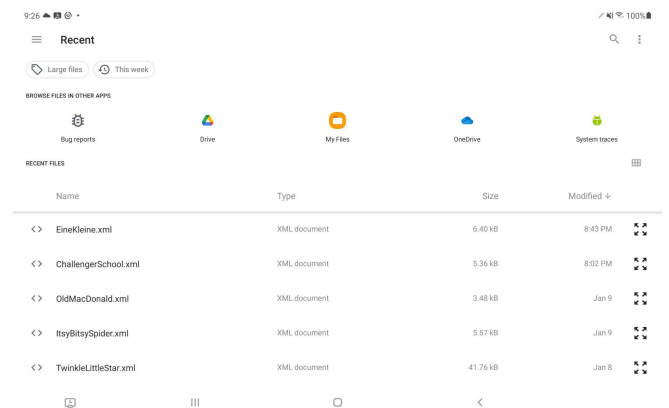 9:26 100%
Recent
Large files This week
BROWSE FILES IN OTHER APPS
Bug reports Drive My Files OneDrive System traces
RECENT FILES
Name Type Size Modified ↓
EineKleine.xml XML document 6.40 kB 8:43 PM
ChallengerSchool.xml XML document 5.36 kB 8:02 PM
OldMacDonald.xml XML document 3.48 kB Jan 9
ItsyBitsySpider.xml XML document 5.57 kB Jan 9
TwinkleLittleStar.xml XML document 41.76 kB Jan 8